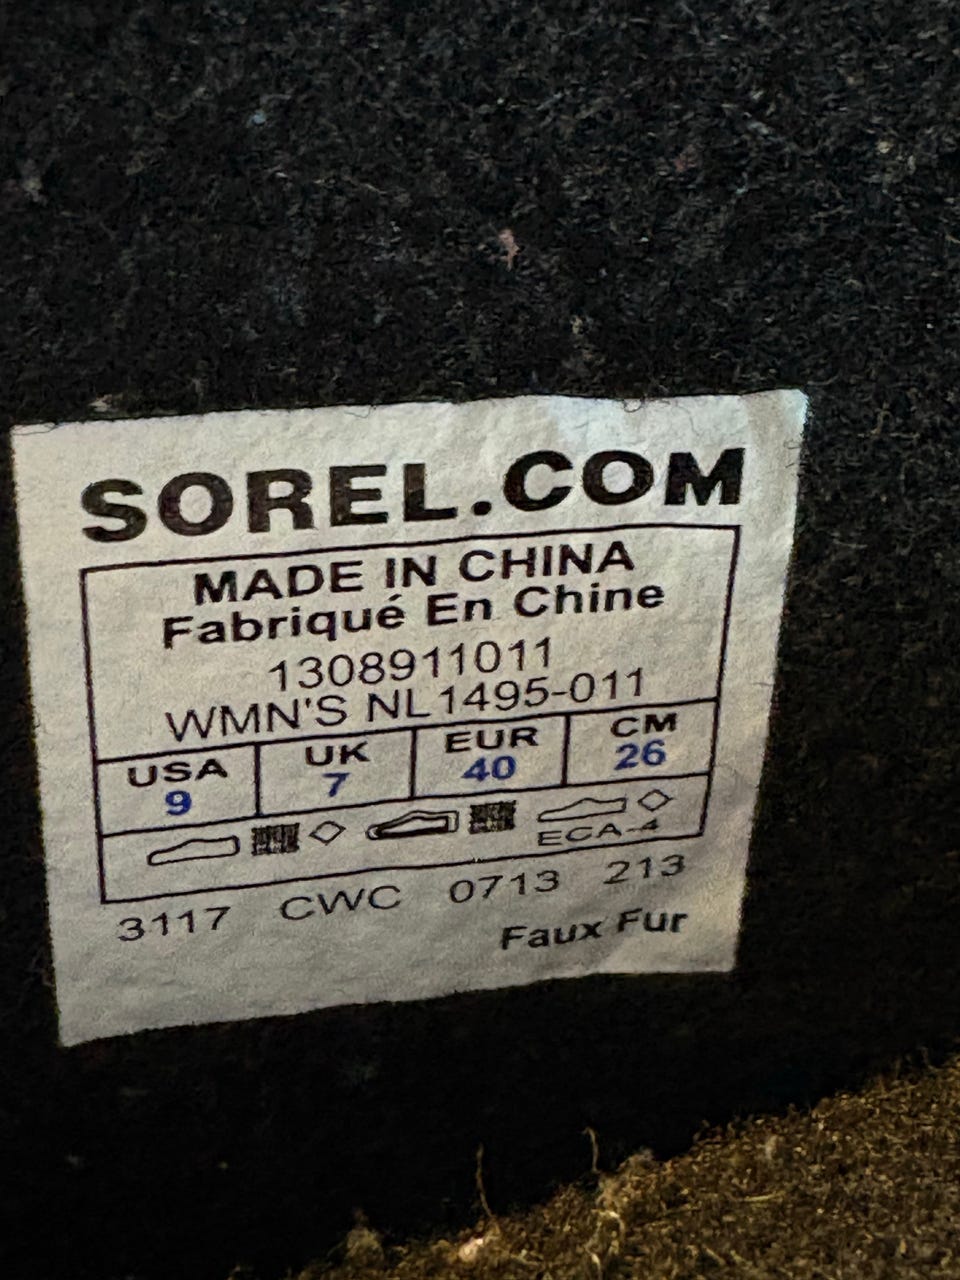 SOREL.COM
MADE IN CHINA
Fabriqué En Chine
1308911011
WMN'S NL1495-011
USA UK EUR CM
9 7 40 26
ECA-4
3117 CWC 0713 213
Faux Fur